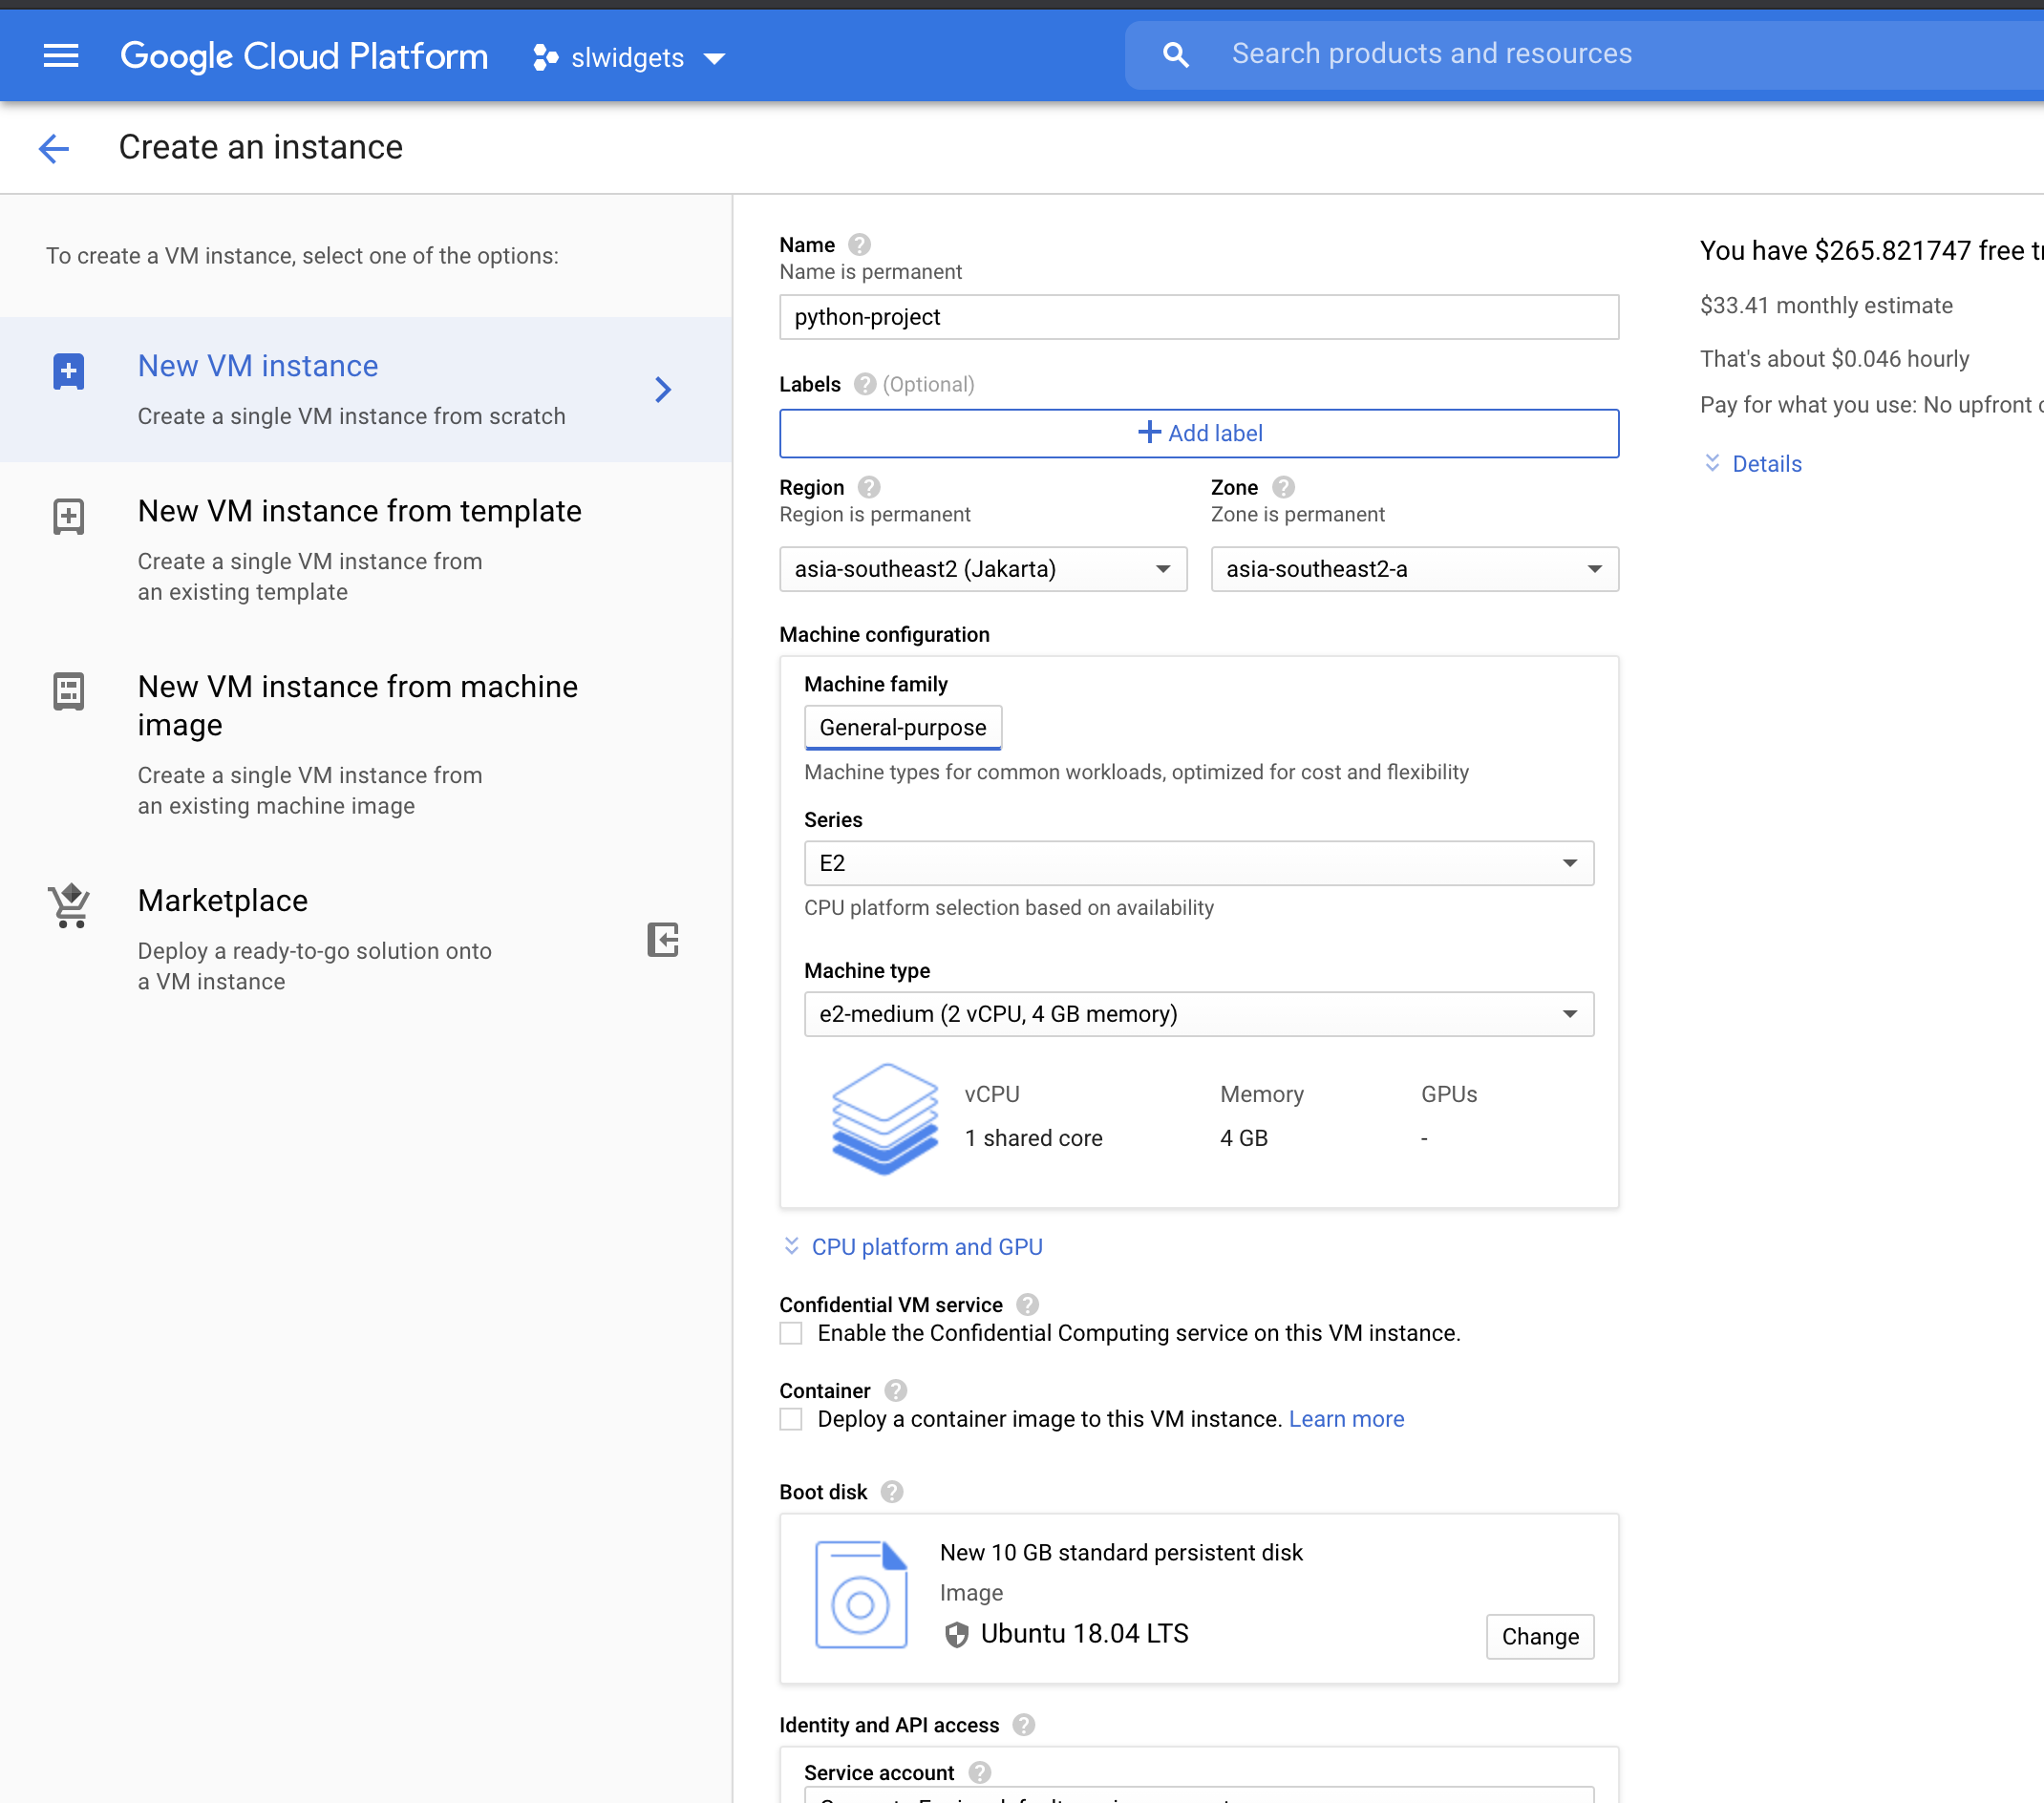 Google Cloud Platform
slwidgets
Search products and resources
Create an instance
To create a VM instance, select one of the options:
New VM instance
Create a single VM instance from scratch
New VM instance from template
Create a single VM instance from
an existing template
New VM instance from machine
image
Create a single VM instance from
an existing machine image
Marketplace
Deploy a ready-to-go solution onto
a VM instance
Name
Name is permanent
python-project
Labels (Optional)
Add label
Region
Region is permanent
asia-southeast2 (Jakarta)
Zone
Zone is permanent
asia-southeast2-a
Machine configuration
Machine family
General-purpose
Machine types for common workloads, optimized for cost and flexibility
Series
E2
CPU platform selection based on availability
Machine type
e2-medium (2 vCPU, 4 GB memory)
vCPU Memory GPUs
1 shared core 4 GB -
CPU platform and GPU
Confidential VM service
Enable the Confidential Computing service on this VM instance.
Container
Deploy a container image to this VM instance. Learn more
Boot disk
New 10 GB standard persistent disk
Image
Ubuntu 18.04 LTS
Change
Identity and API access
Service account
You have $265.821747 free
$33.41 monthly estimate
That's about $0.046 hourly
Pay for what you use: No upfront
Details